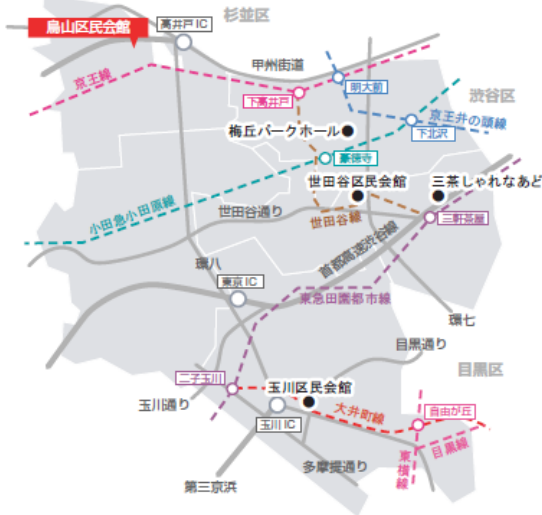 杉並区
烏山区民会館
高井戸IC
甲州街道
京王線
明大前
下高井戸
渋谷区
京王井の頭線
下北沢
梅丘パークホール
豪徳寺
世田谷区民会館
三茶しゃれなあど
小田急小田原線
世田谷通り
世田谷線
三軒茶屋
首都高速渋谷線
環八
東京IC
東急田園都市線
環七
目黒通り
目黒区
二子玉川
玉川区民会館
玉川通り
大井町線
自由が丘
玉川IC
目黒線
東横線
多摩提通り
第三京浜